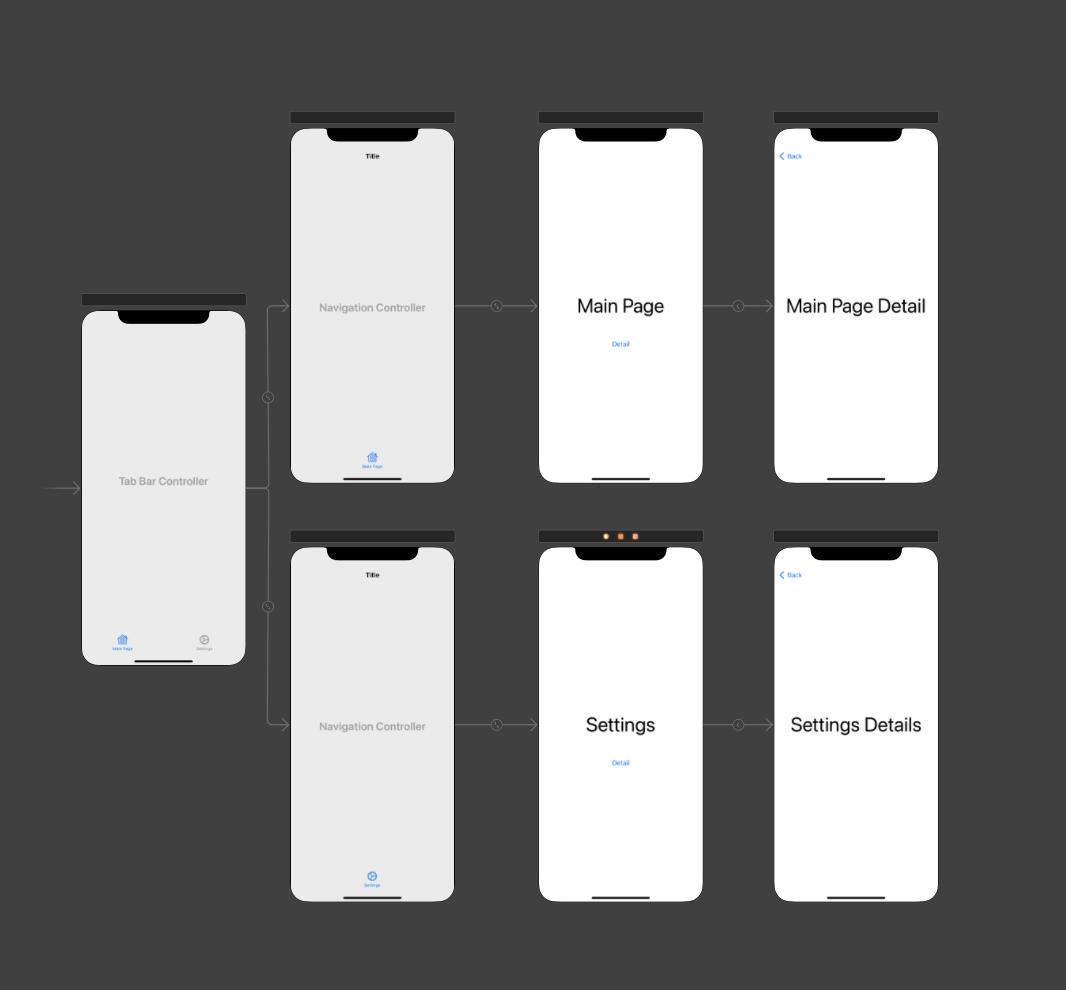 Title
Navigation Controller
Main Page
Main Page
Detail
Back
Main Page Detail
Tab Bar Controller
Main Page
Settings
Title
Navigation Controller
Settings
Settings
Detail
Back
Settings Details